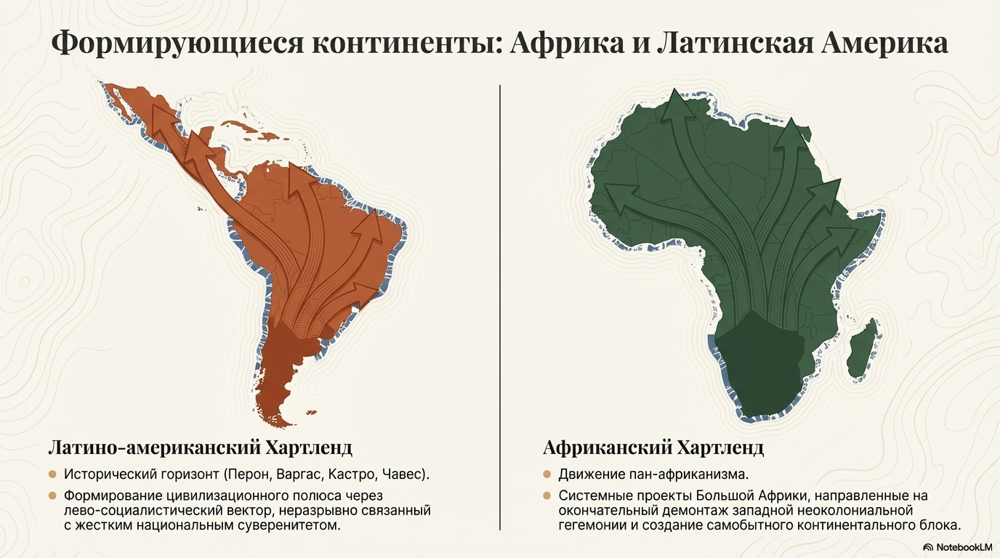 Формирующиеся континенты: Африка и Латинская Америка
Латино-американский Хартленд
Исторический горизонт (Перон, Варгас, Кастро, Чавес).
Формирование цивилизационного полюса через
лево-социалистический вектор, неразрывно связанный
с жестким национальным суверенитетом.
Африканский Хартленд
Движение пан-африканизма.
Системные проекты Большой Африки, направленные на
окончательный демонтаж западной неоколониальной
гегемонии и создание самобытного континентального блока.
NotebookLM